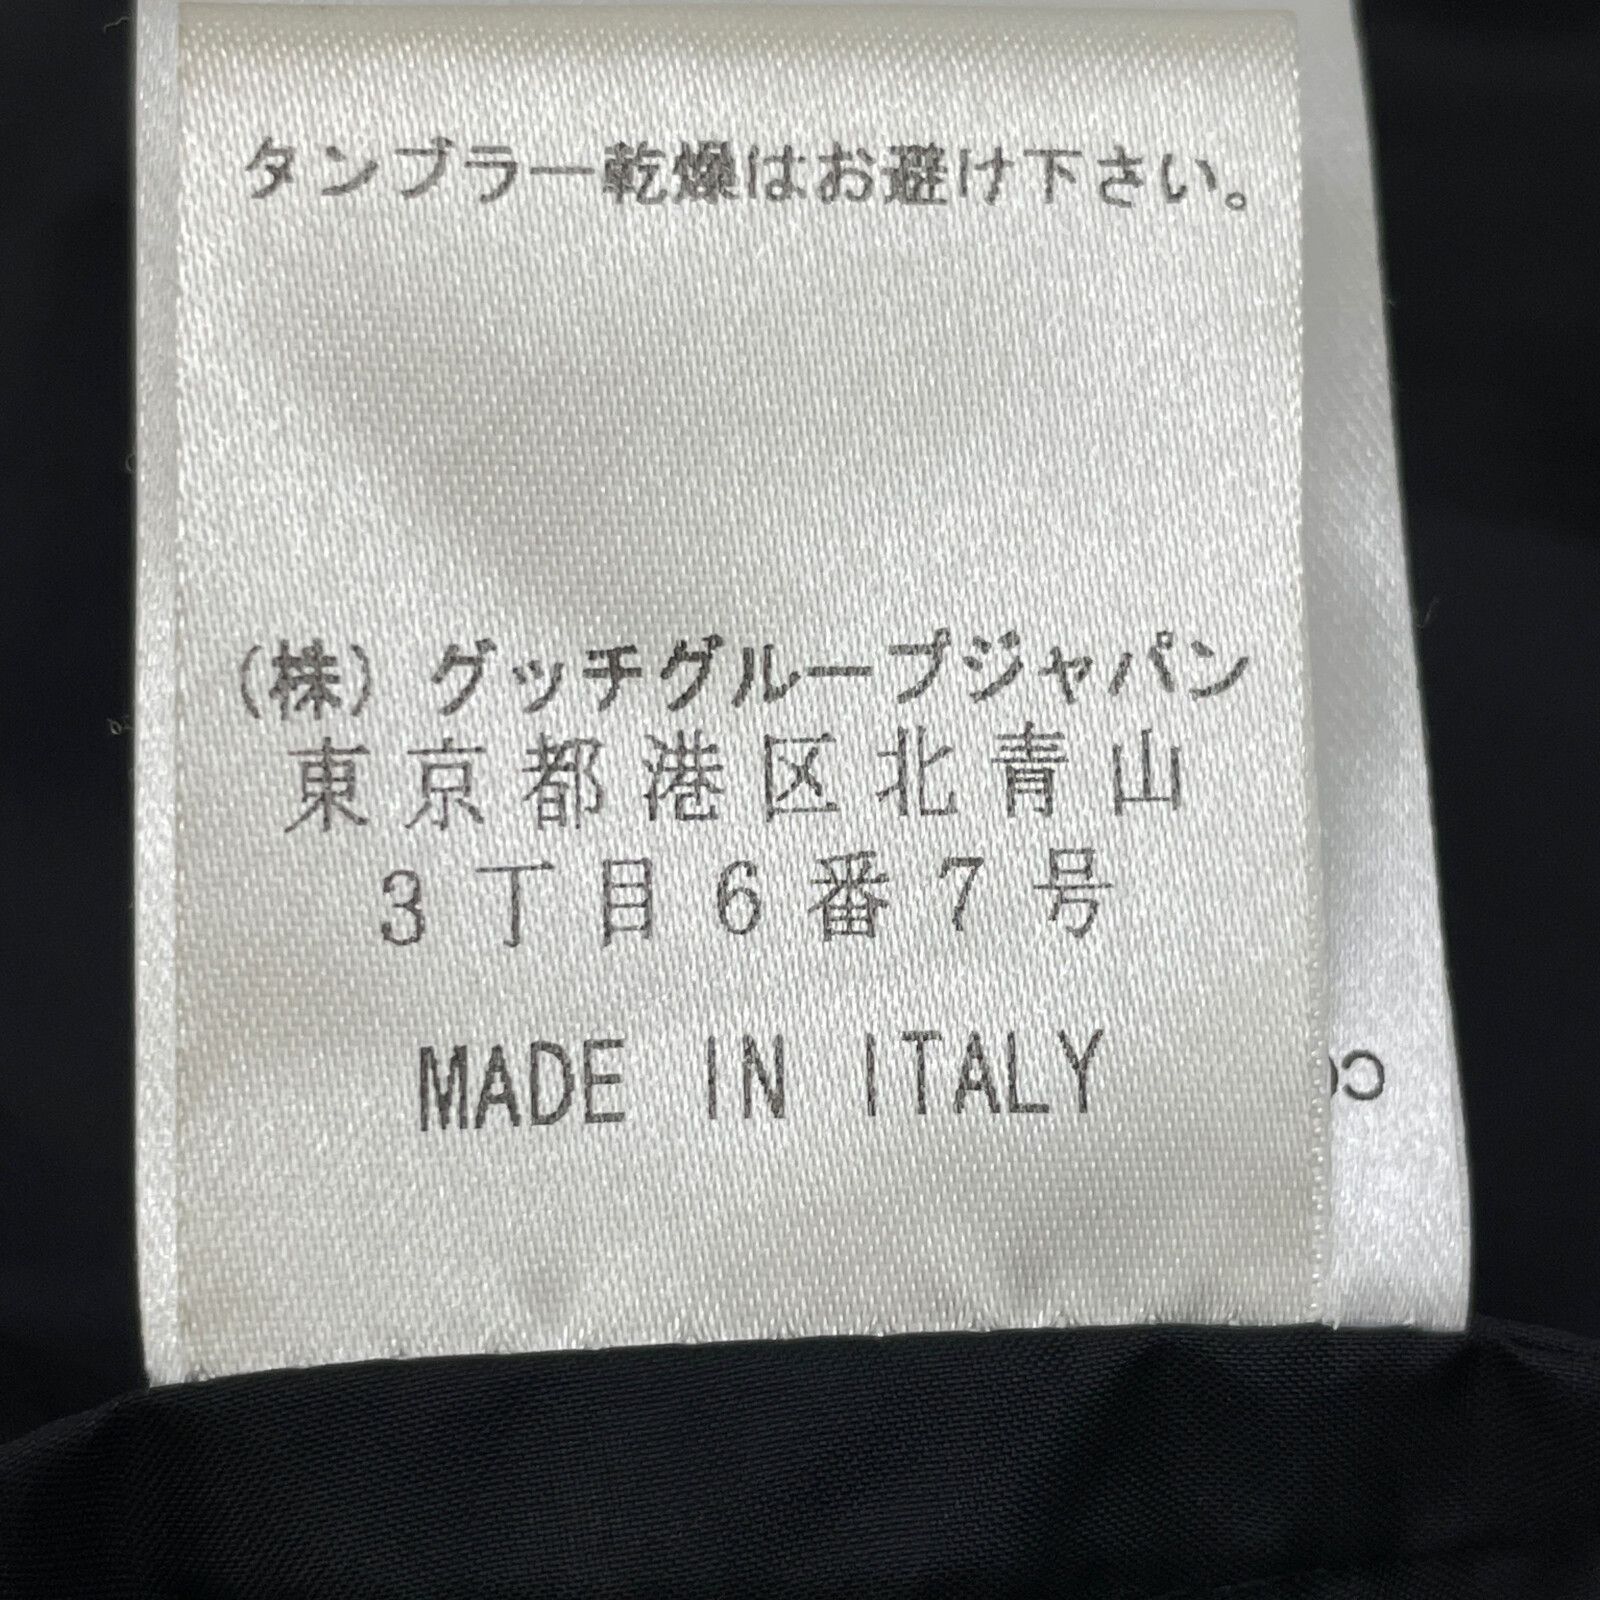 タンブラー乾燥はお避け下さい。
(株) グッチグループジャパン
東京都港区北青山
3丁目6番7号
MADE IN ITALY